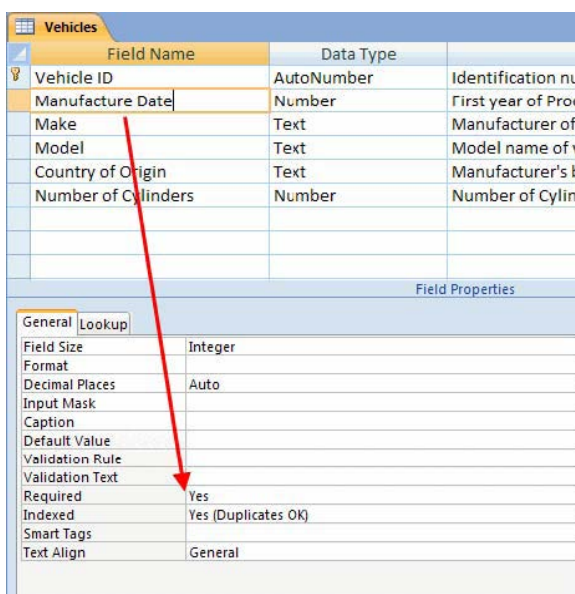 Vehicles
Field Name Data Type
Vehicle ID AutoNumber Identification nu
Manufacture Date Number First year of Pro
Make Text Manufacturer of
Model Text Model name of
Country of Origin Text Manufacturer's
Number of Cylinders Number Number of Cylin
Field Properties
General Lookup
Field Size Integer
Format
Decimal Places Auto
Input Mask
Caption
Default Value
Validation Rule
Validation Text
Required Yes
Indexed Yes (Duplicates OK)
Smart Tags
Text Align General